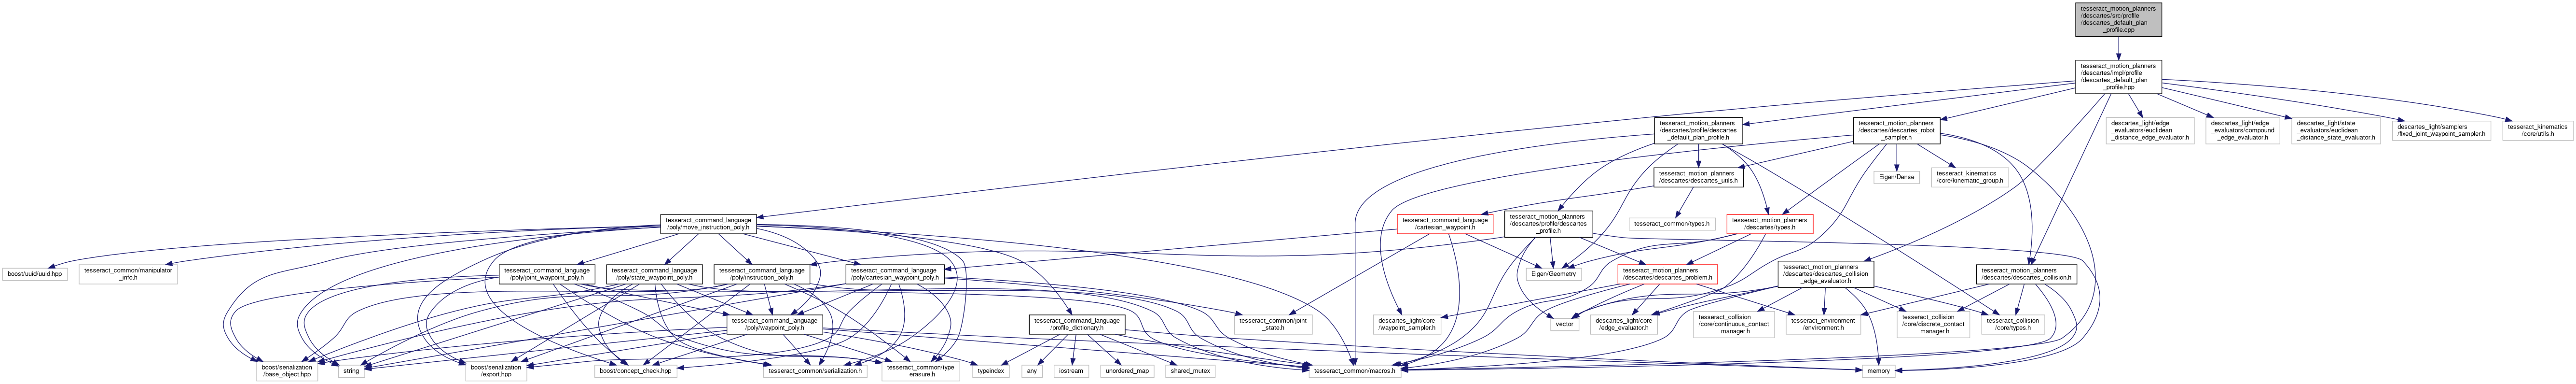 tesseract_motion_planners
/descartes/src/profile
/descartes_default_plan
_profile.cpp
tesseract_motion_planners
/descartes/impl/profile
/descartes_default_plan
_profile.hpp
tesseract_motion_planners
/descartes/profile/descartes
_default_plan_profile.h
tesseract_motion_planners
/descartes/descartes_robot
_sampler.h
descartes_light/edge
_evaluators/euclidean
_distance_edge_evaluator.h
descartes_light/edge
_evaluators/compound
_edge_evaluator.h
descartes_light/state
_evaluators/euclidean
_distance_state_evaluator.h
descartes_light/samplers
/fixed_joint_waypoint_sampler.h
tesseract_kinematics
/core/utils.h
tesseract_motion_planners
/descartes/descartes_utils.h
Eigen/Dense
tesseract_kinematics
/core/kinematic_group.h
tesseract_command_language
/poly/move_instruction_poly.h
tesseract_command_language
/cartesian_waypoint.h
tesseract_motion_planners
/descartes/profile/descartes
_profile.h
tesseract_common/types.h
tesseract_motion_planners
/descartes/types.h
boost/uuid/uuid.hpp
tesseract_common/manipulator
_info.h
tesseract_command_language
/poly/joint_waypoint_poly.h
tesseract_command_language
/poly/state_waypoint_poly.h
tesseract_command_language
/poly/instruction_poly.h
tesseract_command_language
/poly/cartesian_waypoint_poly.h
Eigen/Geometry
tesseract_motion_planners
/descartes/descartes_problem.h
tesseract_motion_planners
/descartes/descartes_collision
_edge_evaluator.h
tesseract_motion_planners
/descartes/descartes_collision.h
tesseract_command_language
/poly/waypoint_poly.h
tesseract_command_language
/profile_dictionary.h
tesseract_common/joint
_state.h
descartes_light/core
/waypoint_sampler.h
vector
descartes_light/core
/edge_evaluator.h
tesseract_collision
/core/continuous_contact
_manager.h
tesseract_environment
/environment.h
tesseract_collision
/core/discrete_contact
_manager.h
tesseract_collision
/core/types.h
boost/serialization
/base_object.hpp
string
boost/serialization
/export.hpp
boost/concept_check.hpp
tesseract_common/serialization.h
tesseract_common/type
_erasure.h
typeindex
any
iostream
unordered_map
shared_mutex
tesseract_common/macros.h
memory